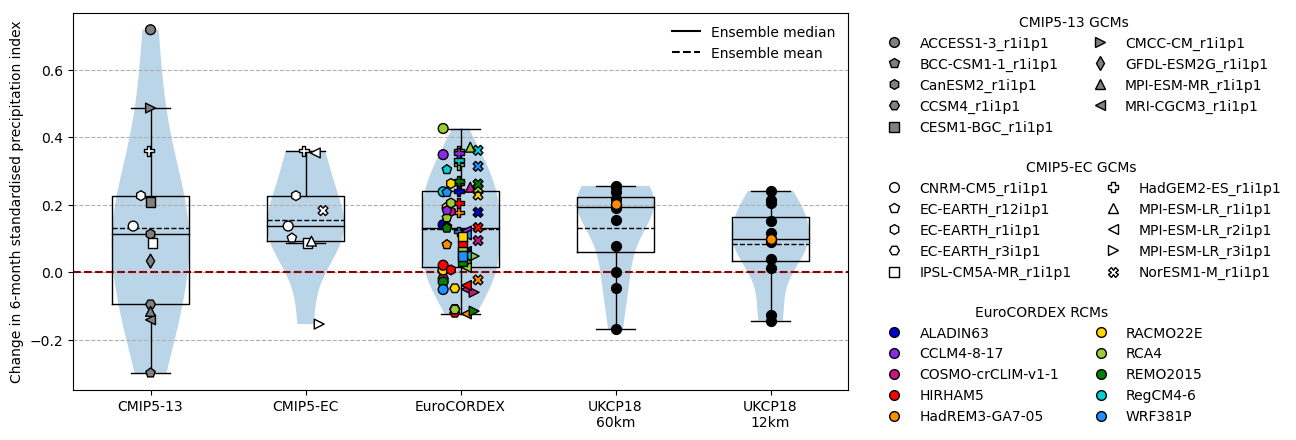 Change in 6-month standardised precipitation index
0.6
0.4
0.2
0.0
−0.2
Ensemble median
Ensemble mean
CMIP5-13
CMIP5-EC
EuroCORDEX
UKCP18
60km
UKCP18
12km
CMIP5-13 GCMs
ACCESS1-3_r1i1p1
BCC-CSM1-1_r1i1p1
CanESM2_r1i1p1
CCSM4_r1i1p1
CESM1-BGC_r1i1p1
CMCC-CM_r1i1p1
GFDL-ESM2G_r1i1p1
MPI-ESM-MR_r1i1p1
MRI-CGCM3_r1i1p1
CMIP5-EC GCMs
CNRM-CM5_r1i1p1
EC-EARTH_r12i1p1
EC-EARTH_r1i1p1
EC-EARTH_r3i1p1
IPSL-CM5A-MR_r1i1p1
HadGEM2-ES_r1i1p1
MPI-ESM-LR_r1i1p1
MPI-ESM-LR_r2i1p1
MPI-ESM-LR_r3i1p1
NorESM1-M_r1i1p1
EuroCORDEX RCMs
ALADIN63
CCLM4-8-17
COSMO-crCLIM-v1-1
HIRHAM5
HadREM3-GA7-05
RACMO22E
RCA4
REMO2015
RegCM4-6
WRF381P